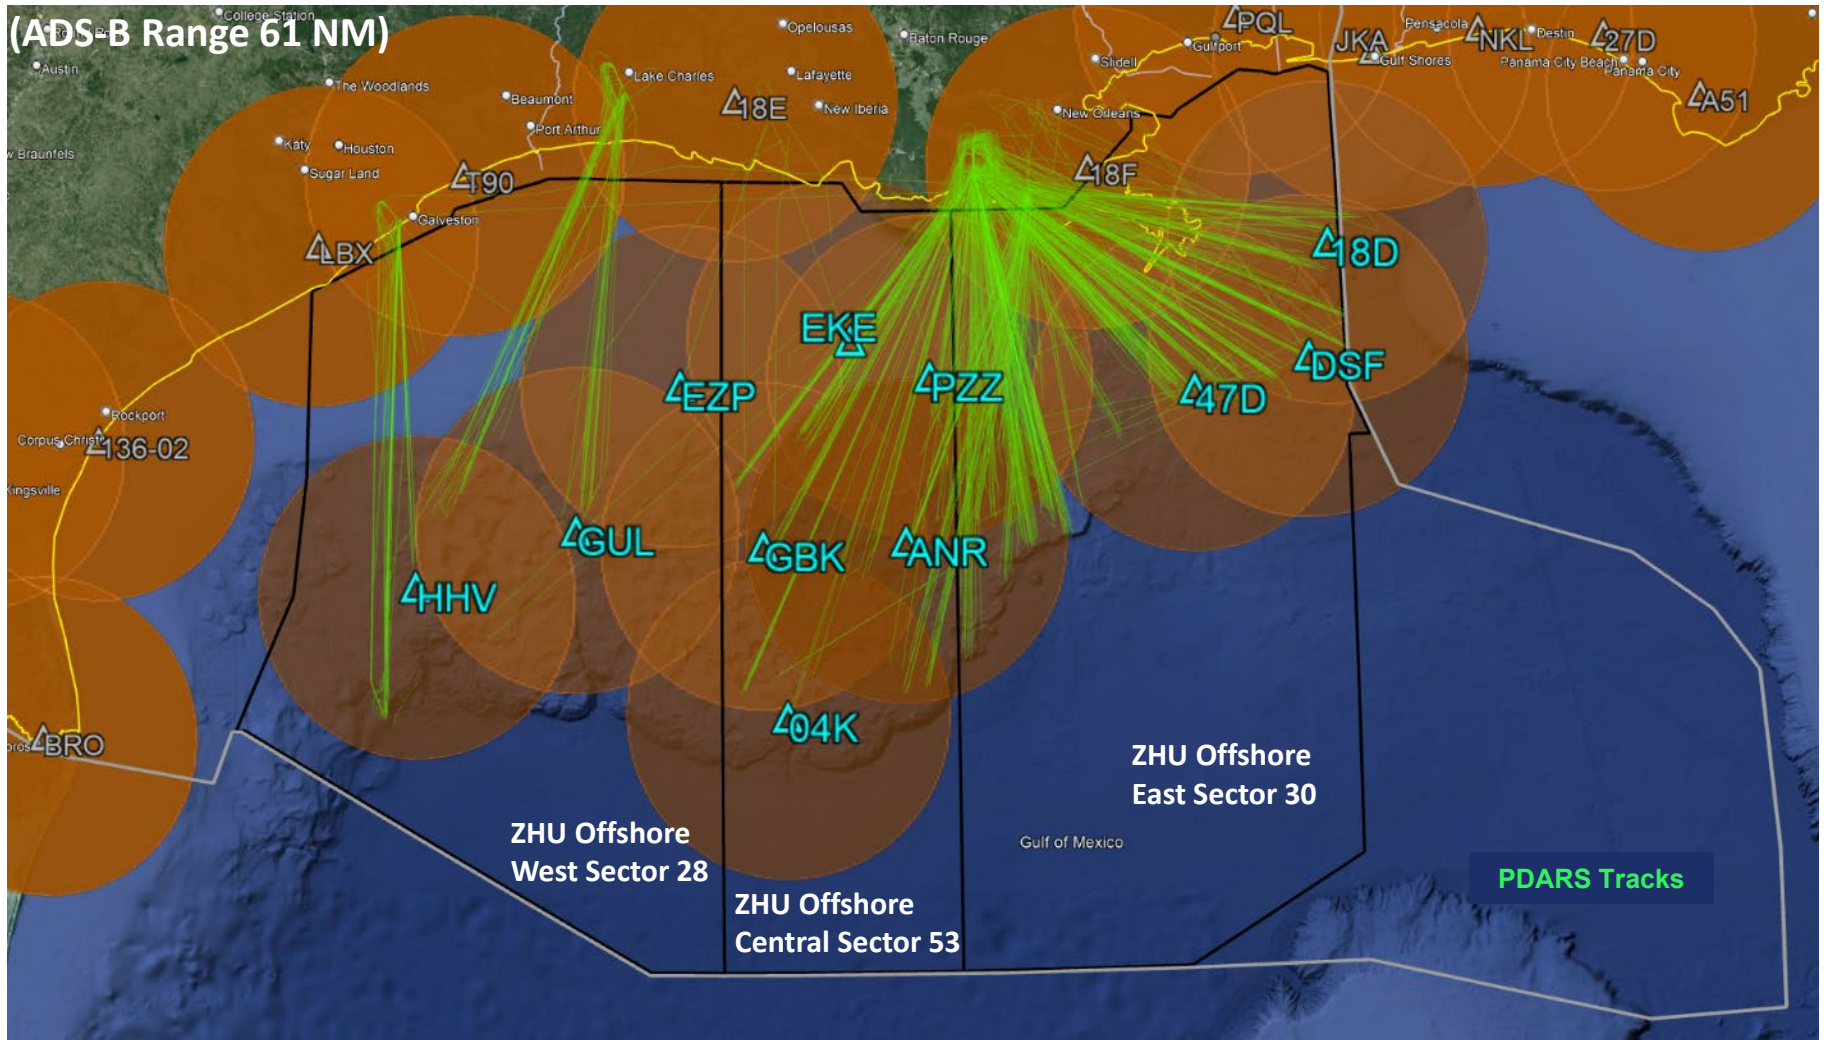 College Station
(ADS-B Range 61 NM)
Austin
The Woodlands
Beaumont
Port Arthur
Katy
Houston
Sugar Land
w Braunfels
Lake Charles
Opelousas
Lafayette
New Iberia
Baton Rouge
Slidell
New Orleans
Gulfport
PQL
JKA
Gulf Shores
Pensacola
NKL
Destin
27D
Panama City Beach
Panama City
A51
18E
18F
T90
Galveston
LBX
18D
EKE
DSF
EZP
PZZ
47D
Rockport
Corpus Christi
136-02
Kingsville
GUL
GBK
ANR
HHV
04K
BRO
ZHU Offshore
East Sector 30
ZHU Offshore
West Sector 28
Gulf of Mexico
PDARS Tracks
ZHU Offshore
Central Sector 53